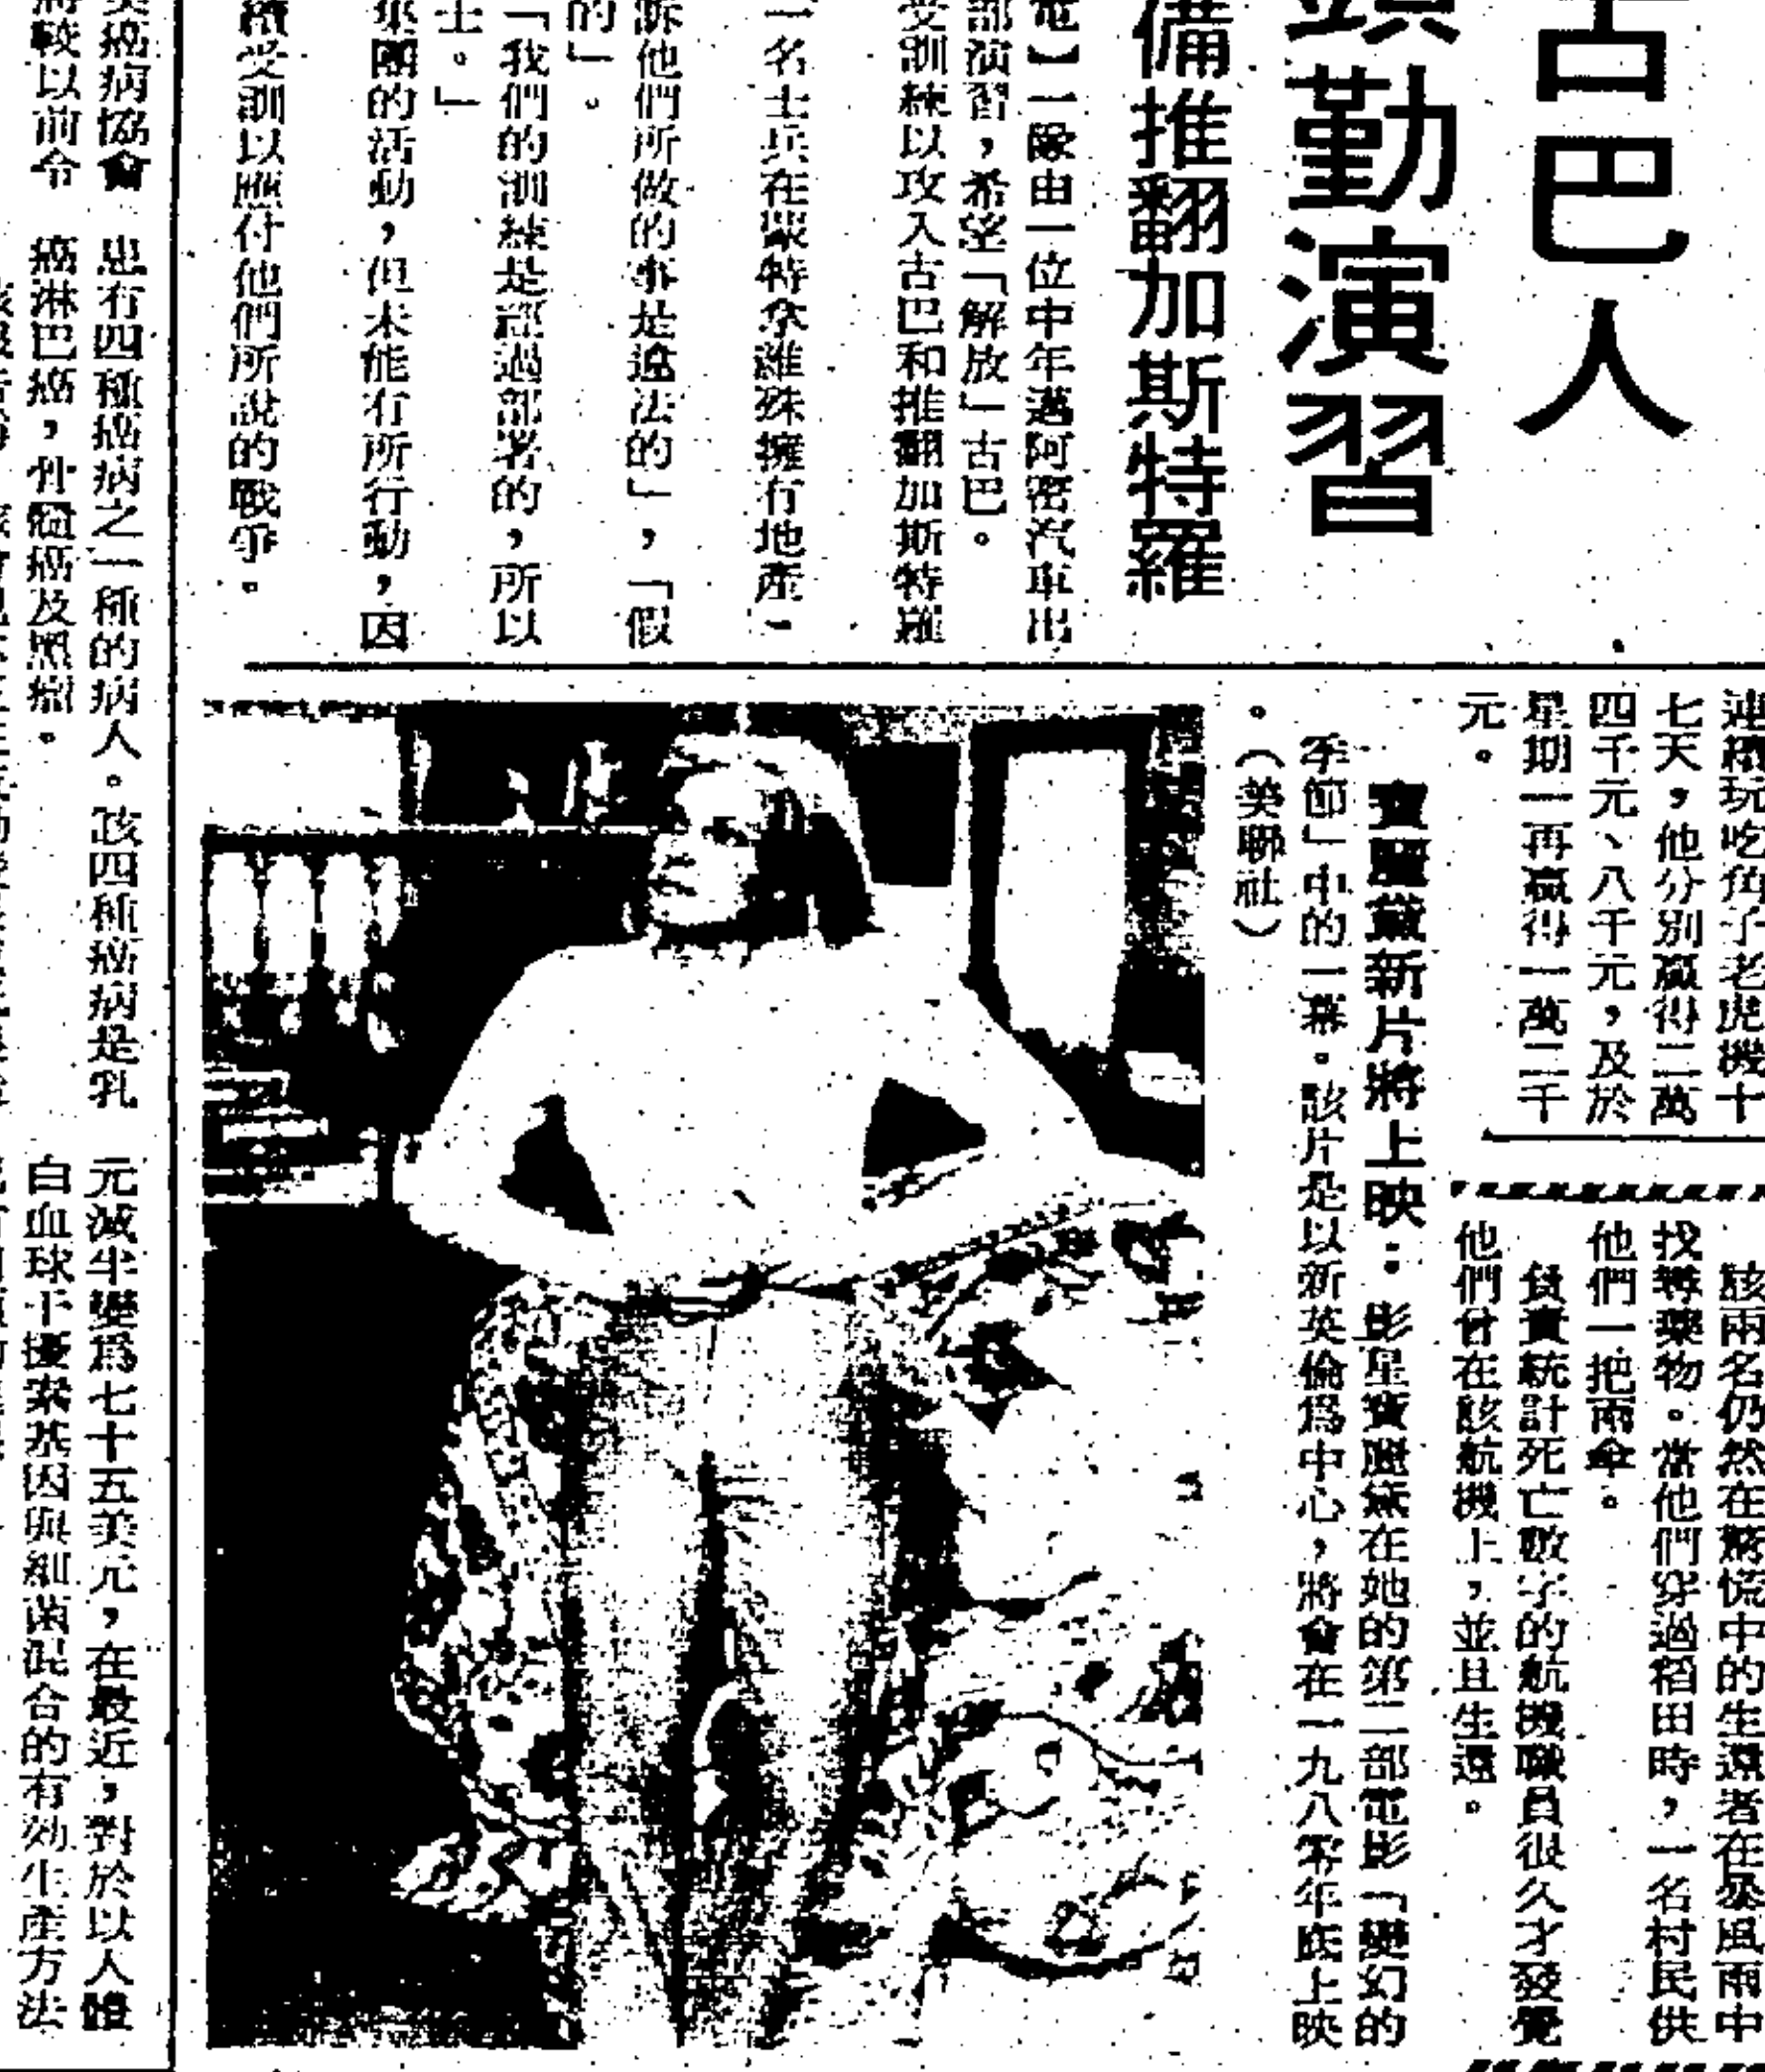 古巴人
勤演習
備推翻加斯特羅
電】一隊由一位中年邁阿密汽車出
部演習，希望「解放」古巴。
受訓練以攻入古巴和推翻加斯特羅
一名士兵在聖特拿維殊擁有地產
訴他們所做的事是違法的」，「假
的」。
「我們的訓練是經過部署的，所以
士。」
集團的活動，但未能有所行動，因
續受訓以應付他們所說的戰爭。
連續玩吃角子老虎機十
七天，他分別贏得二萬
四千元、八千元，及於
星期一再贏得一萬二千
元。
該兩名仍然在驚慌中的生還者在暴風雨中
找尋藥物。當他們穿過稻田時，一名村民供
他們一把雨傘。
負責統計死亡數字的航機職員很久才發覺
他們曾在該航機上，並且生還。
寶麗黛新片將上映：影星寶麗黛在她的第二部電影「變幻的
季節」中的一幕。該片是以新英倫爲中心，將會在一九八零年底上映
。（美聯社）
癌病協會
將較以前令
患有四種癌病之一種的病人。該四種癌病是乳
癌淋巴癌，骨髓癌及黑瘤。
元減半變爲七十五美元，在最近，對於以人體
白血球干擾素基因與細菌混合的有効生產方法